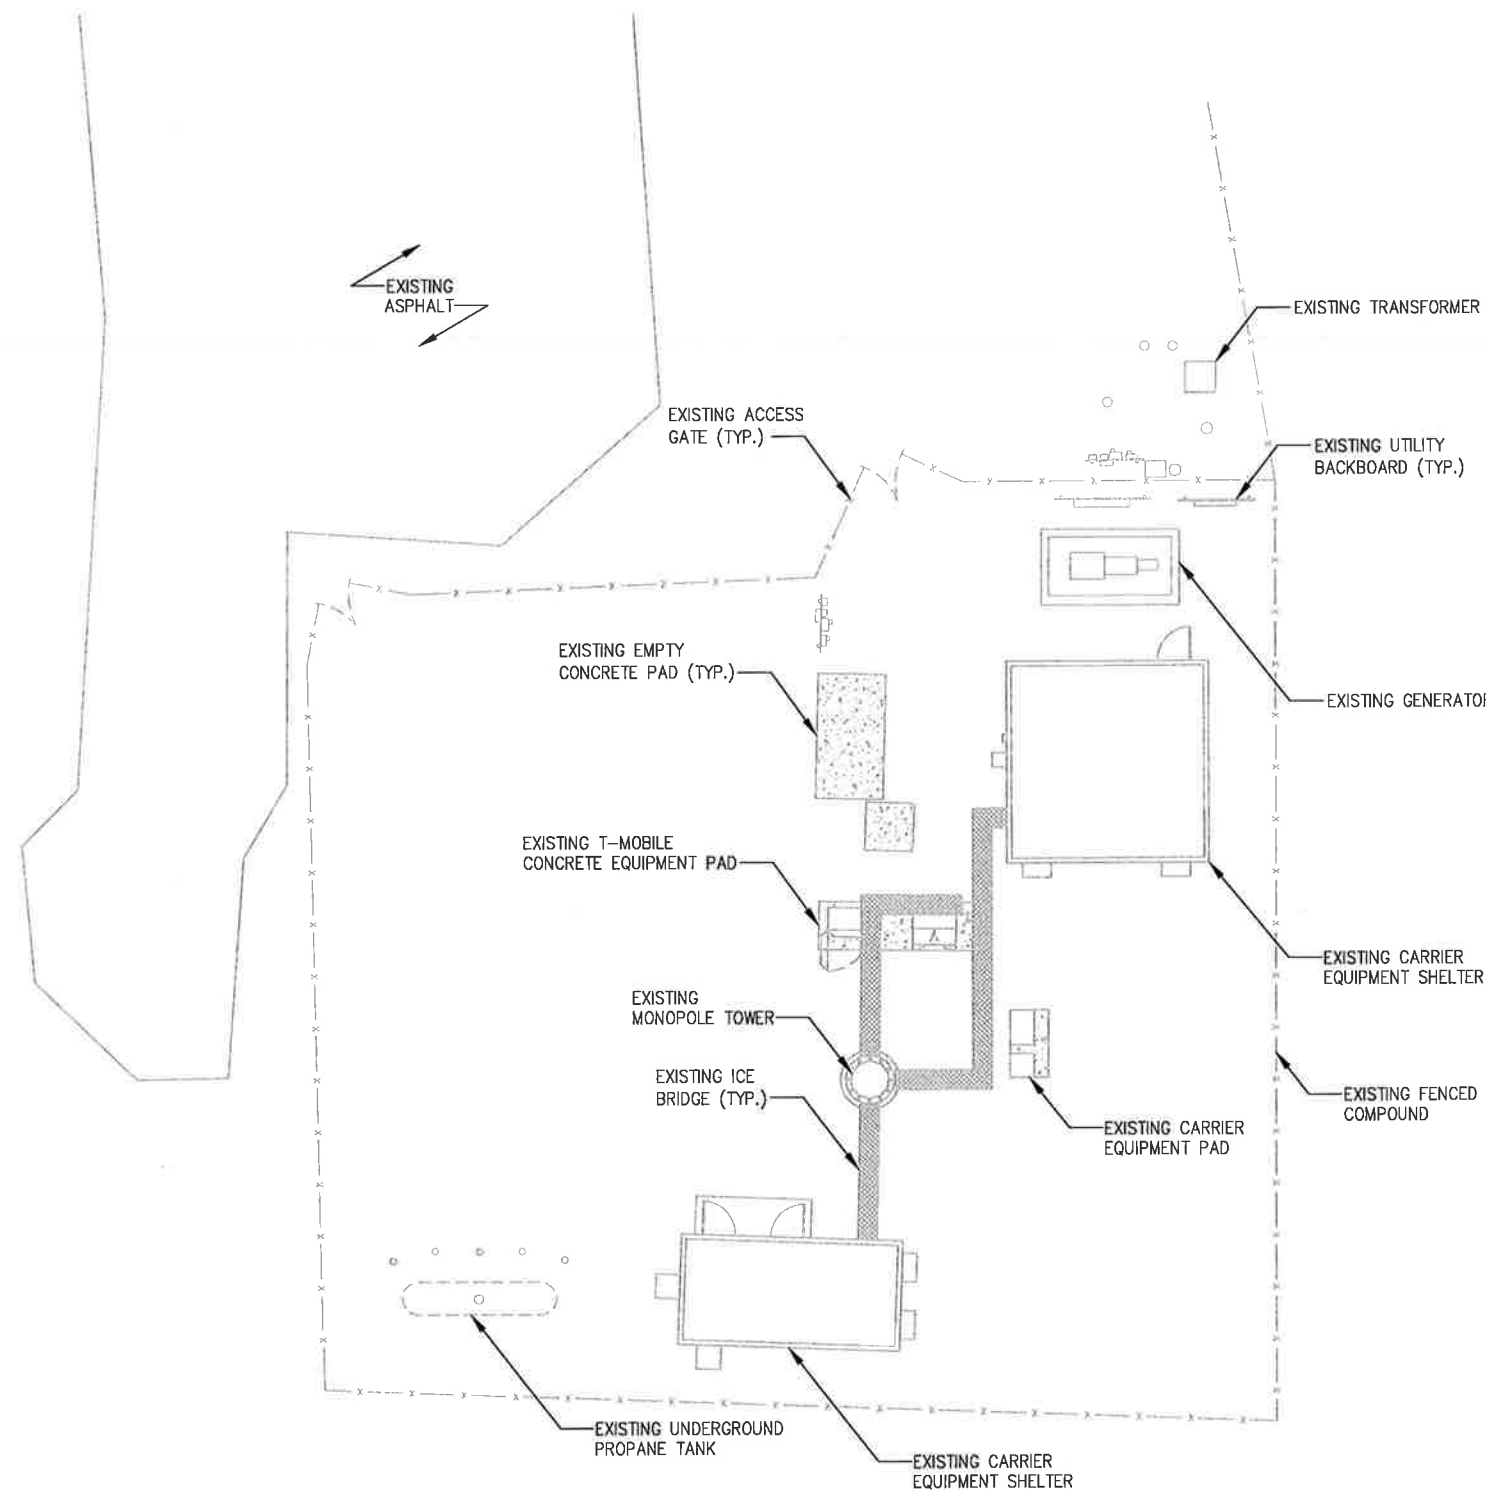 EXISTING
ASPHALT
EXISTING TRANSFORMER
EXISTING ACCESS
GATE (TYP.)
EXISTING UTILITY
BACKBOARD (TYP.)
EXISTING EMPTY
CONCRETE PAD (TYP.)
EXISTING GENERATOR
EXISTING T-MOBILE
CONCRETE EQUIPMENT PAD
EXISTING CARRIER
EQUIPMENT SHELTER
EXISTING
MONOPOLE TOWER
EXISTING ICE
BRIDGE (TYP.)
EXISTING FENCED
COMPOUND
EXISTING CARRIER
EQUIPMENT PAD
EXISTING UNDERGROUND
PROPANE TANK
EXISTING CARRIER
EQUIPMENT SHELTER